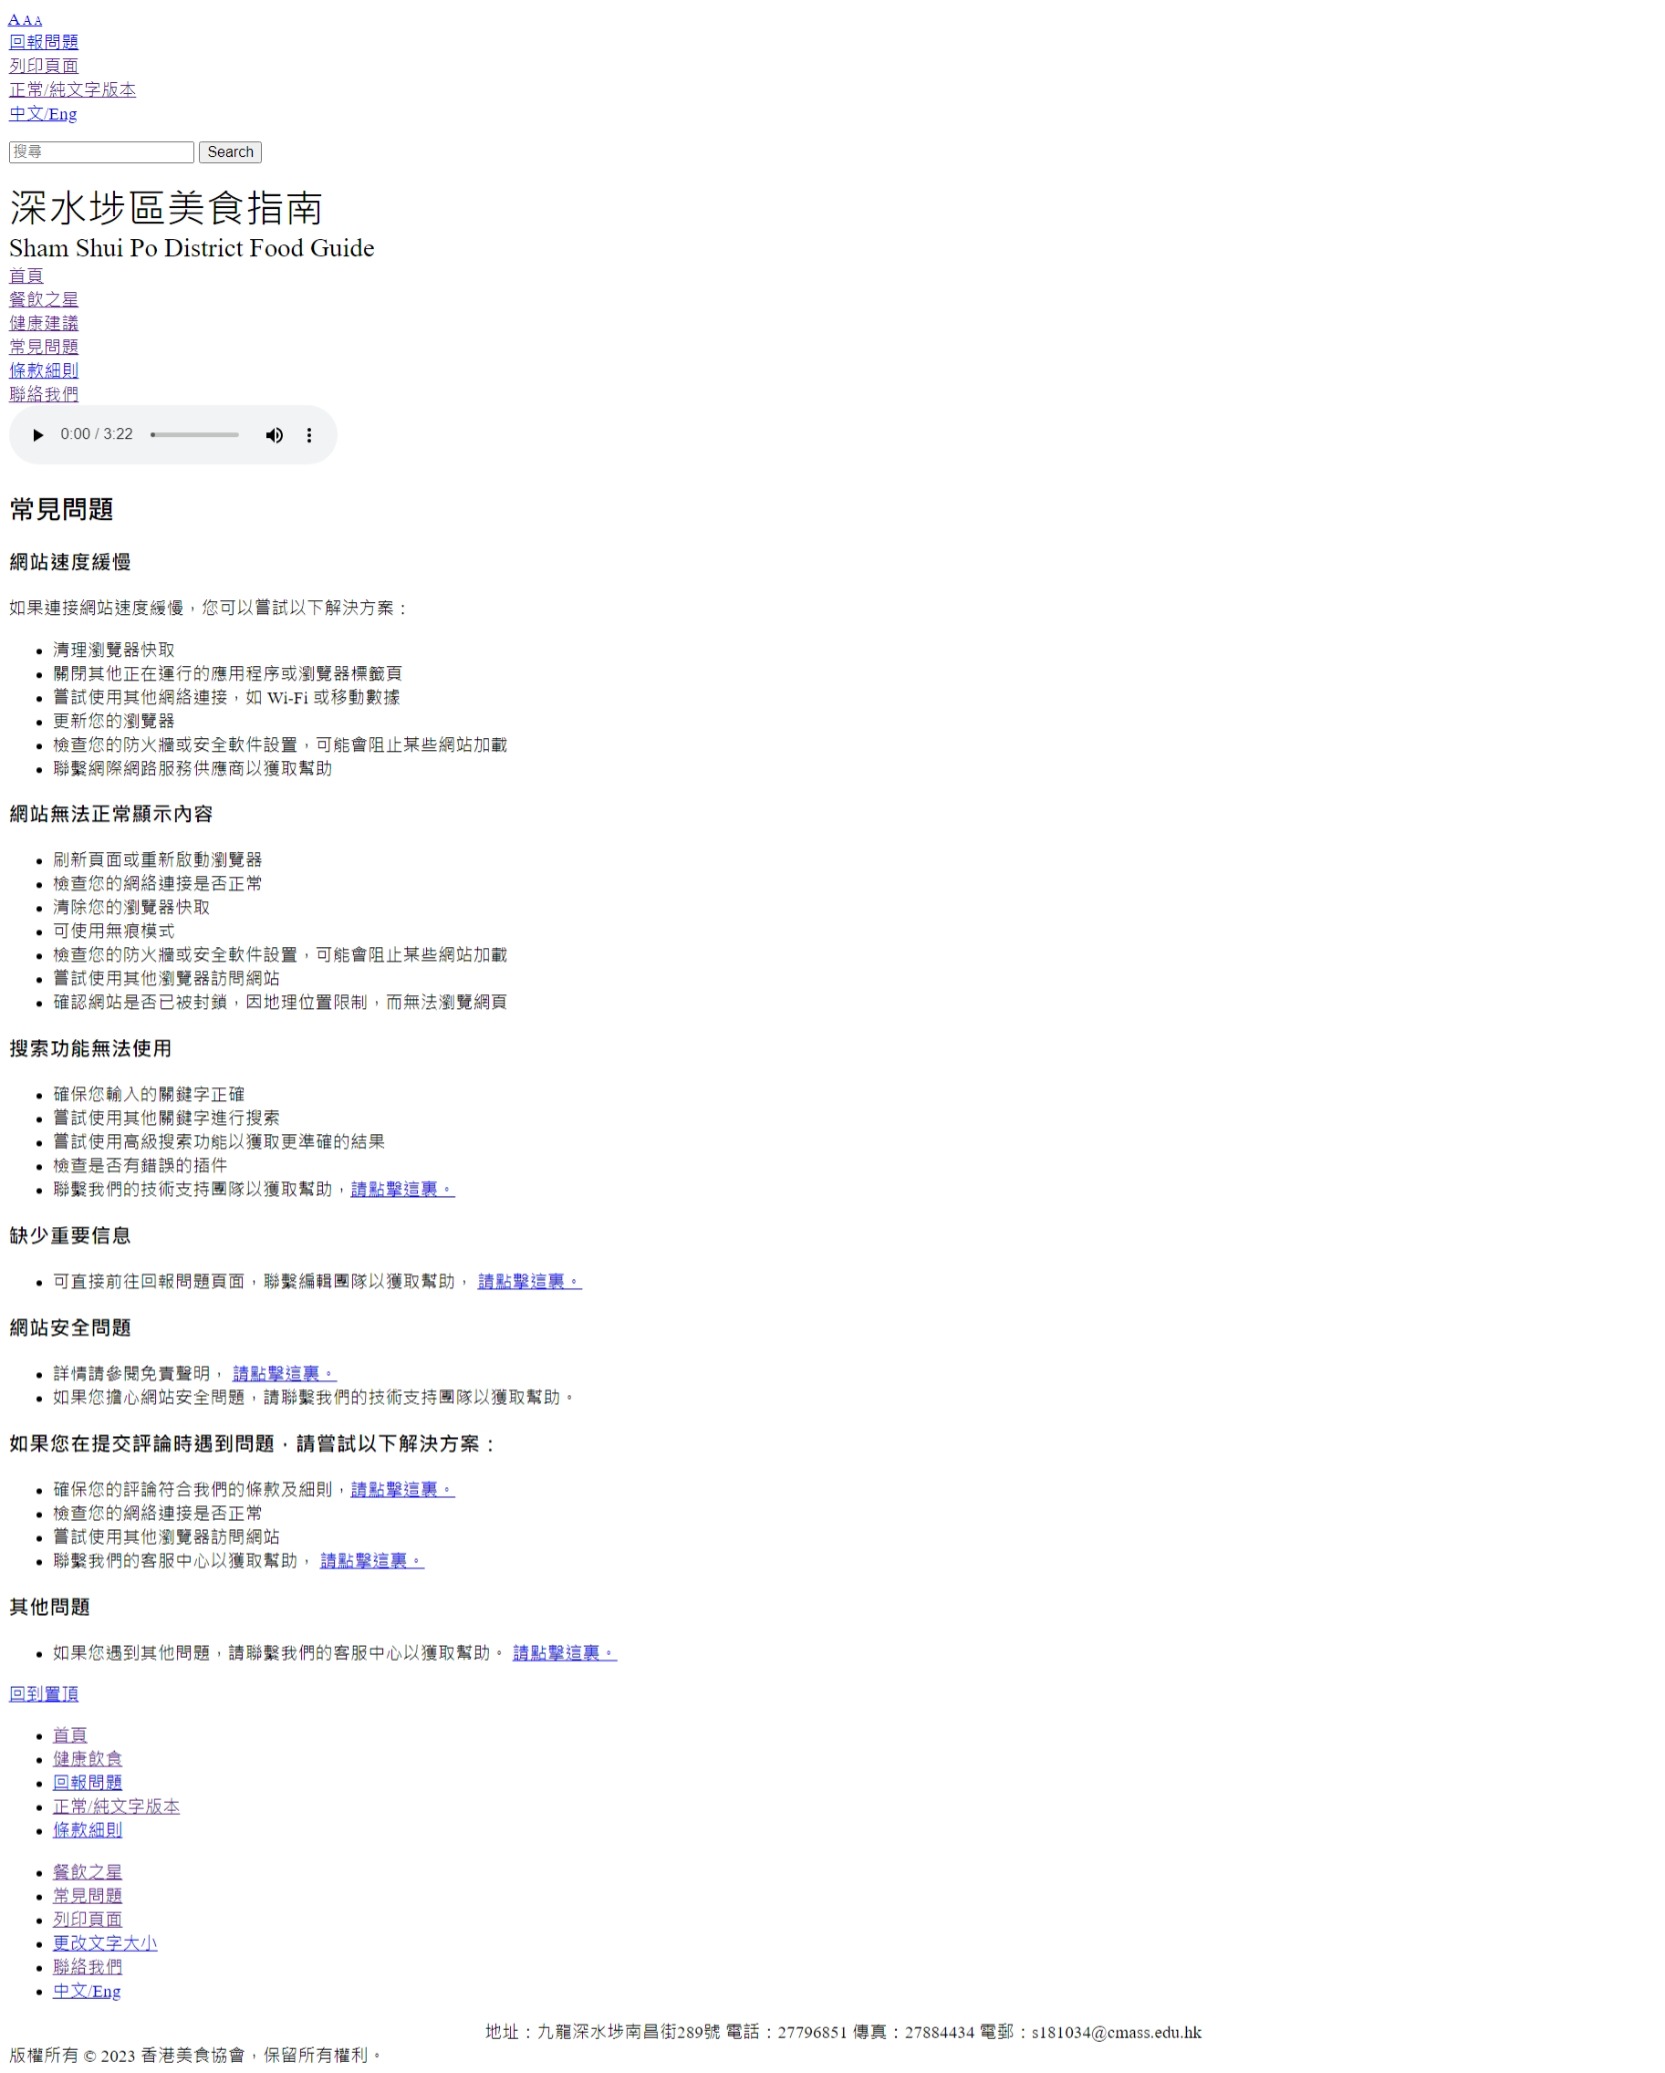 A A A
回報問題
列印頁面
正常/純文字版本
中文/Eng
搜尋 Search
深水埗區美食指南
Sham Shui Po District Food Guide
首頁
餐飲之星
健康建議
常見問題
條款細則
聯絡我們
0:00 / 3:22
常見問題
網站速度緩慢
如果連接網站速度緩慢，您可以嘗試以下解決方案：
清理瀏覽器快取
關閉其他正在運行的應用程序或瀏覽器標籤頁
嘗試使用其他網絡連接，如 Wi-Fi 或移動數據
更新您的瀏覽器
檢查您的防火牆或安全軟件設置，可能會阻止某些網站加載
聯繫網際網路服務供應商以獲取幫助
網站無法正常顯示內容
刷新頁面或重新啟動瀏覽器
檢查您的網絡連接是否正常
清除您的瀏覽器快取
可使用無痕模式
檢查您的防火牆或安全軟件設置，可能會阻止某些網站加載
嘗試使用其他瀏覽器訪問網站
確認網站是否已被封鎖，因地理位置限制，而無法瀏覽網頁
搜索功能無法使用
確保您輸入的關鍵字正確
嘗試使用其他關鍵字進行搜索
嘗試使用高級搜索功能以獲取更準確的結果
檢查是否有錯誤的插件
聯繫我們的技術支持團隊以獲取幫助，請點擊這裏。
缺少重要信息
可直接前往回報問題頁面，聯繫編輯團隊以獲取幫助， 請點擊這裏。
網站安全問題
詳情請參閱免責聲明， 請點擊這裏。
如果您擔心網站安全問題，請聯繫我們的技術支持團隊以獲取幫助。
如果您在提交評論時遇到問題，請嘗試以下解決方案：
確保您的評論符合我們的條款及細則，請點擊這裏。
檢查您的網絡連接是否正常
嘗試使用其他瀏覽器訪問網站
聯繫我們的客服中心以獲取幫助， 請點擊這裏。
其他問題
如果您遇到其他問題，請聯繫我們的客服中心以獲取幫助。 請點擊這裏。
回到置頂
首頁
健康飲食
回報問題
正常/純文字版本
條款細則
餐飲之星
常見問題
列印頁面
更改文字大小
聯絡我們
中文/Eng
地址：九龍深水埗南昌街289號 電話：27796851 傳真：27884434 電郵：s181034@cmass.edu.hk
版權所有 © 2023 香港美食協會，保留所有權利。